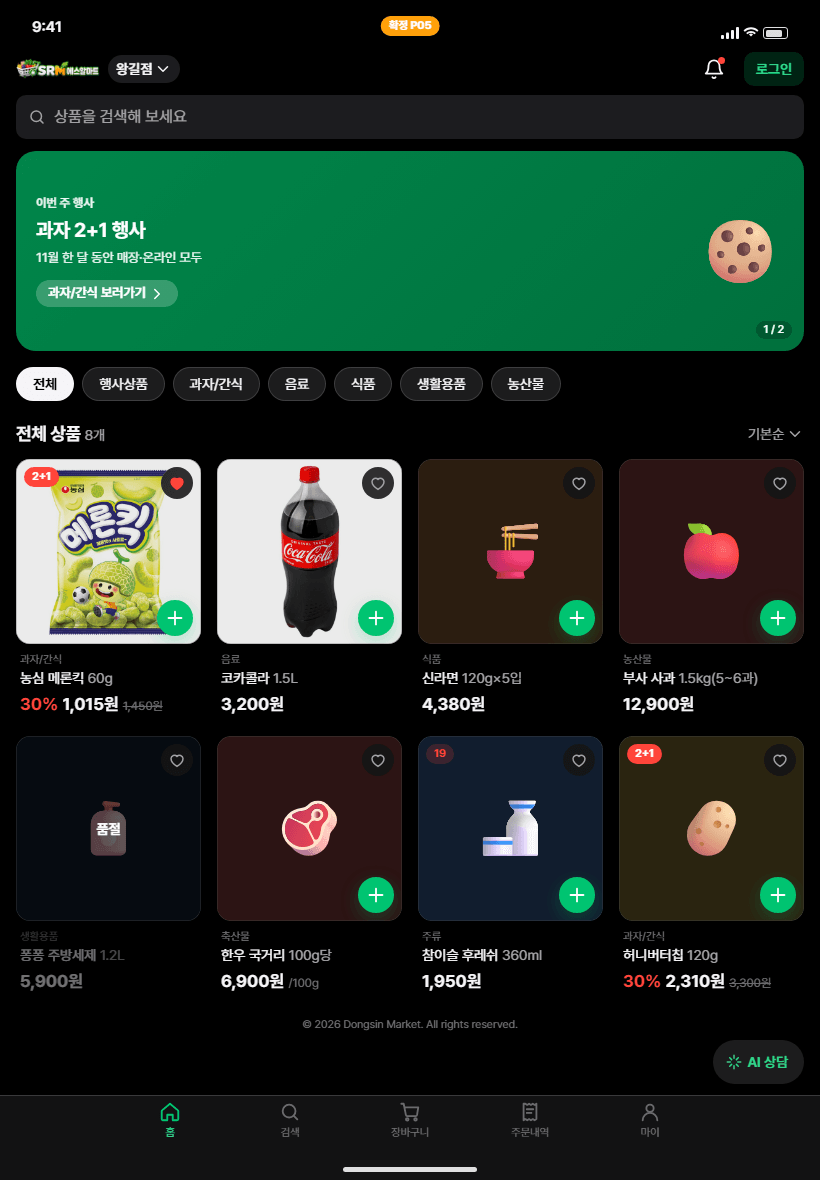 9:41
확정 P05
SRM 에스알마트
왕길점
로그인
상품을 검색해 보세요
이번 주 행사
과자 2+1 행사
11월 한 달 동안 매장·온라인 모두
과자/간식 보러가기
1 / 2
전체
행사상품
과자/간식
음료
식품
생활용품
농산물
전체 상품 8개
기본순
2+1
농심
메론킥
ORIGINAL TASTE
Coca-Cola
과자/간식
농심 메론킥 60g
30% 1,015원 1,450원
음료
코카콜라 1.5L
3,200원
식품
신라면 120g×5입
4,380원
농산물
부사 사과 1.5kg(5~6과)
12,900원
품절
19
2+1
생활용품
퐁퐁 주방세제 1.2L
5,900원
축산물
한우 국거리 100g당
6,900원 /100g
주류
참이슬 후레쉬 360ml
1,950원
과자/간식
허니버터칩 120g
30% 2,310원 3,300원
© 2026 Dongsin Market. All rights reserved.
AI 상담
홈
검색
장바구니
주문내역
마이